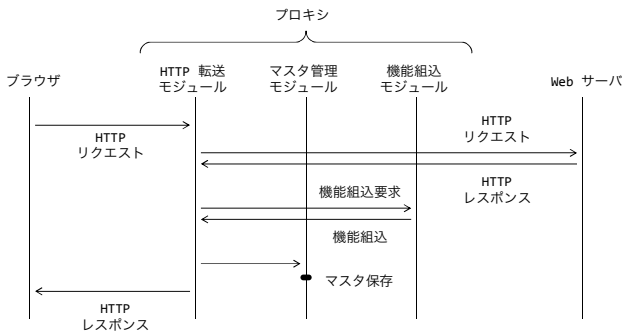 プロキシ
ブラウザ
HTTP 転送
モジュール
マスタ管理
モジュール
機能組込
モジュール
Web サーバ
HTTP
リクエスト
HTTP
リクエスト
HTTP
レスポンス
機能組込要求
機能組込
マスタ保存
HTTP
レスポンス